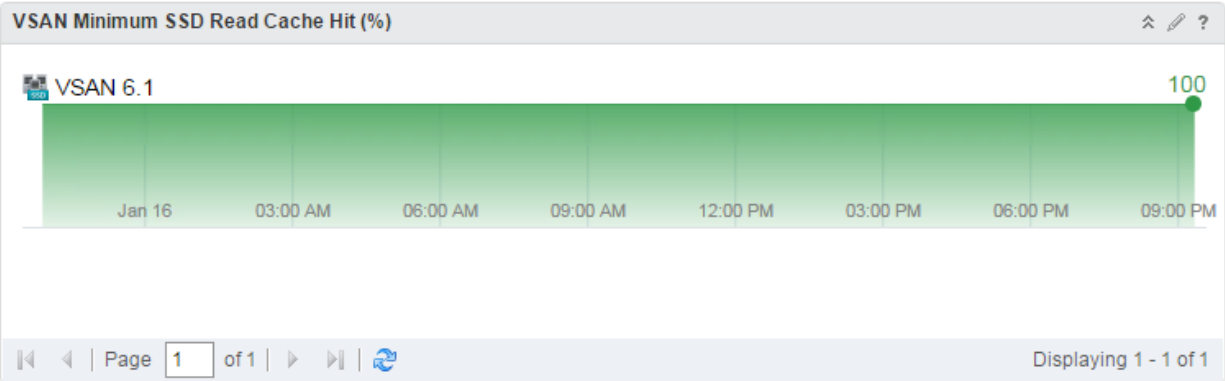 VSAN Minimum SSD Read Cache Hit (%)
?
SSD
VSAN 6.1
100
Jan 16 03:00 AM 06:00 AM 09:00 AM 12:00 PM 03:00 PM 06:00 PM 09:00 PM
Page 1 of 1
Displaying 1 - 1 of 1